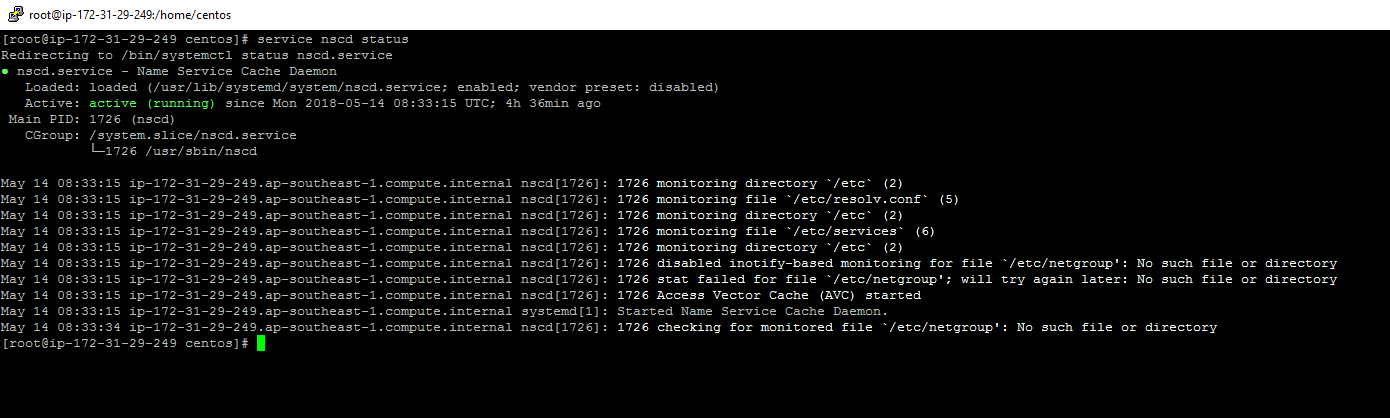 root@ip-172-31-29-249:/home/centos
[root@ip-172-31-29-249 centos]# service nscd status
Redirecting to /bin/systemctl status nscd.service
● nscd.service - Name Service Cache Daemon
   Loaded: loaded (/usr/lib/systemd/system/nscd.service; enabled; vendor preset: disabled)
   Active: active (running) since Mon 2018-05-14 08:33:15 UTC; 4h 36min ago
 Main PID: 1726 (nscd)
   CGroup: /system.slice/nscd.service
           └─1726 /usr/sbin/nscd
May 14 08:33:15 ip-172-31-29-249.ap-southeast-1.compute.internal nscd[1726]: 1726 monitoring directory `/etc` (2)
May 14 08:33:15 ip-172-31-29-249.ap-southeast-1.compute.internal nscd[1726]: 1726 monitoring file `/etc/resolv.conf` (5)
May 14 08:33:15 ip-172-31-29-249.ap-southeast-1.compute.internal nscd[1726]: 1726 monitoring directory `/etc` (2)
May 14 08:33:15 ip-172-31-29-249.ap-southeast-1.compute.internal nscd[1726]: 1726 monitoring file `/etc/services` (6)
May 14 08:33:15 ip-172-31-29-249.ap-southeast-1.compute.internal nscd[1726]: 1726 monitoring directory `/etc` (2)
May 14 08:33:15 ip-172-31-29-249.ap-southeast-1.compute.internal nscd[1726]: 1726 disabled inotify-based monitoring for file `/etc/netgroup': No such file or directory
May 14 08:33:15 ip-172-31-29-249.ap-southeast-1.compute.internal nscd[1726]: 1726 stat failed for file `/etc/netgroup'; will try again later: No such file or directory
May 14 08:33:15 ip-172-31-29-249.ap-southeast-1.compute.internal nscd[1726]: 1726 Access Vector Cache (AVC) started
May 14 08:33:15 ip-172-31-29-249.ap-southeast-1.compute.internal systemd[1]: Started Name Service Cache Daemon.
May 14 08:33:34 ip-172-31-29-249.ap-southeast-1.compute.internal nscd[1726]: 1726 checking for monitored file `/etc/netgroup': No such file or directory
[root@ip-172-31-29-249 centos]#